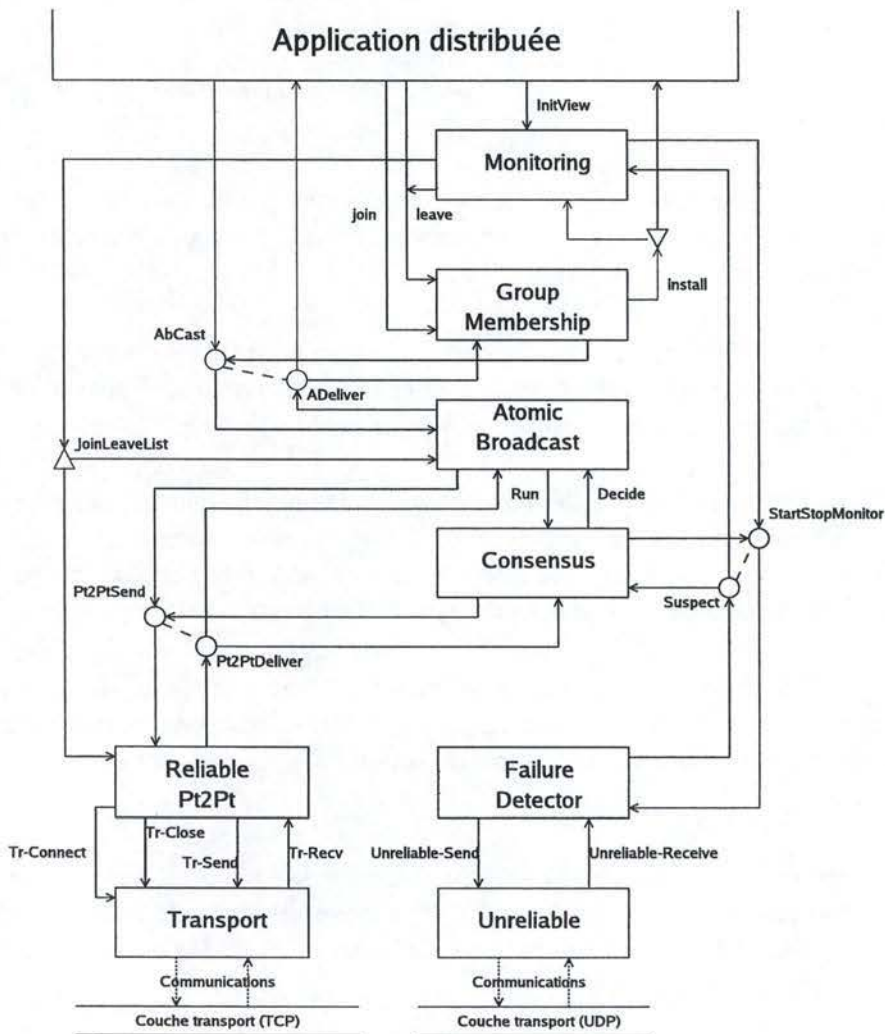 Application distribuée
InitView
Monitoring
join
leave
install
Group
Membership
AbCast
ADeliver
Atomic
Broadcast
JoinLeaveList
Run
Decide
StartStopMonitor
Consensus
Suspect
Pt2PtSend
Pt2PtDeliver
Reliable
Pt2Pt
Failure
Detector
Tr-Connect
Tr-Close
Tr-Send
Tr-Recv
Unreliable-Send
Unreliable-Receive
Transport
Unreliable
Communications
Communications
Couche transport (TCP)
Couche transport (UDP)